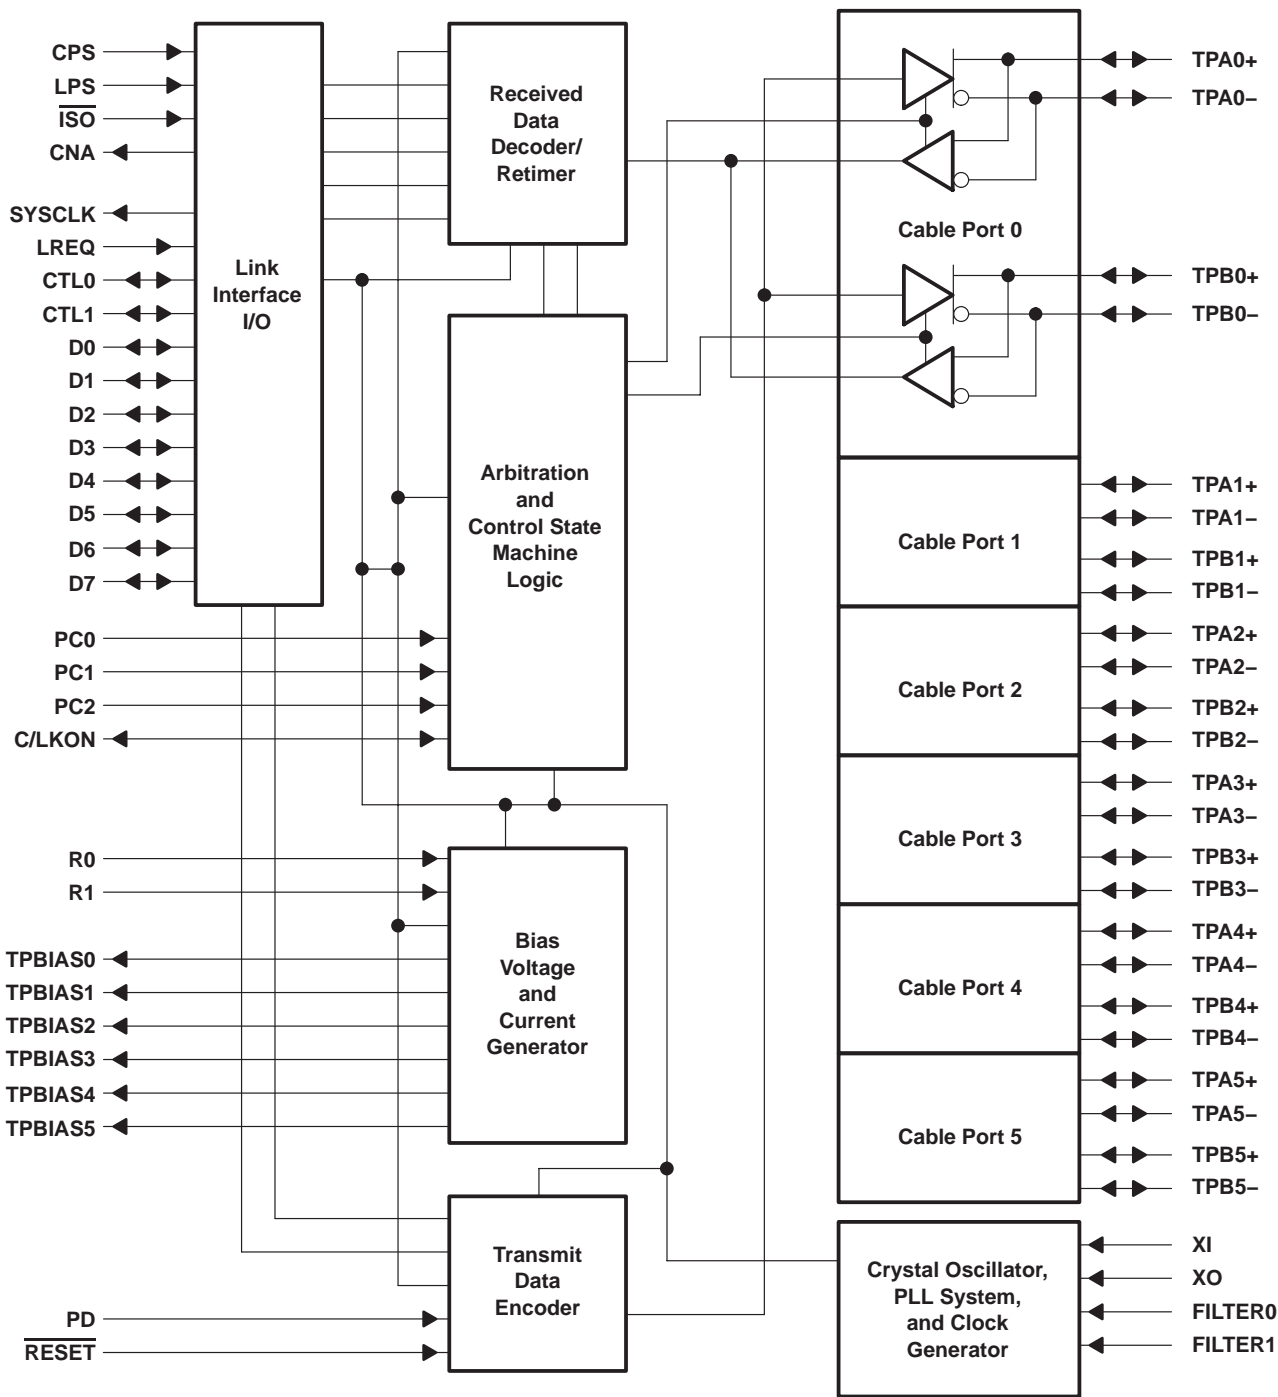 CPS
LPS
ISO
CNA
SYSCLK
LREQ
CTL0
CTL1
D0
D1
D2
D3
D4
D5
D6
D7
PC0
PC1
PC2
C/LKON
R0
R1
TPBIAS0
TPBIAS1
TPBIAS2
TPBIAS3
TPBIAS4
TPBIAS5
PD
RESET
Link
Interface
I/O
Received
Data
Decoder/
Retimer
Arbitration
and
Control State
Machine
Logic
Bias
Voltage
and
Current
Generator
Transmit
Data
Encoder
Cable Port 0
Cable Port 1
Cable Port 2
Cable Port 3
Cable Port 4
Cable Port 5
Crystal Oscillator,
PLL System,
and Clock
Generator
TPA0+
TPA0–
TPB0+
TPB0–
TPA1+
TPA1–
TPB1+
TPB1–
TPA2+
TPA2–
TPB2+
TPB2–
TPA3+
TPA3–
TPB3+
TPB3–
TPA4+
TPA4–
TPB4+
TPB4–
TPA5+
TPA5–
TPB5+
TPB5–
XI
XO
FILTER0
FILTER1